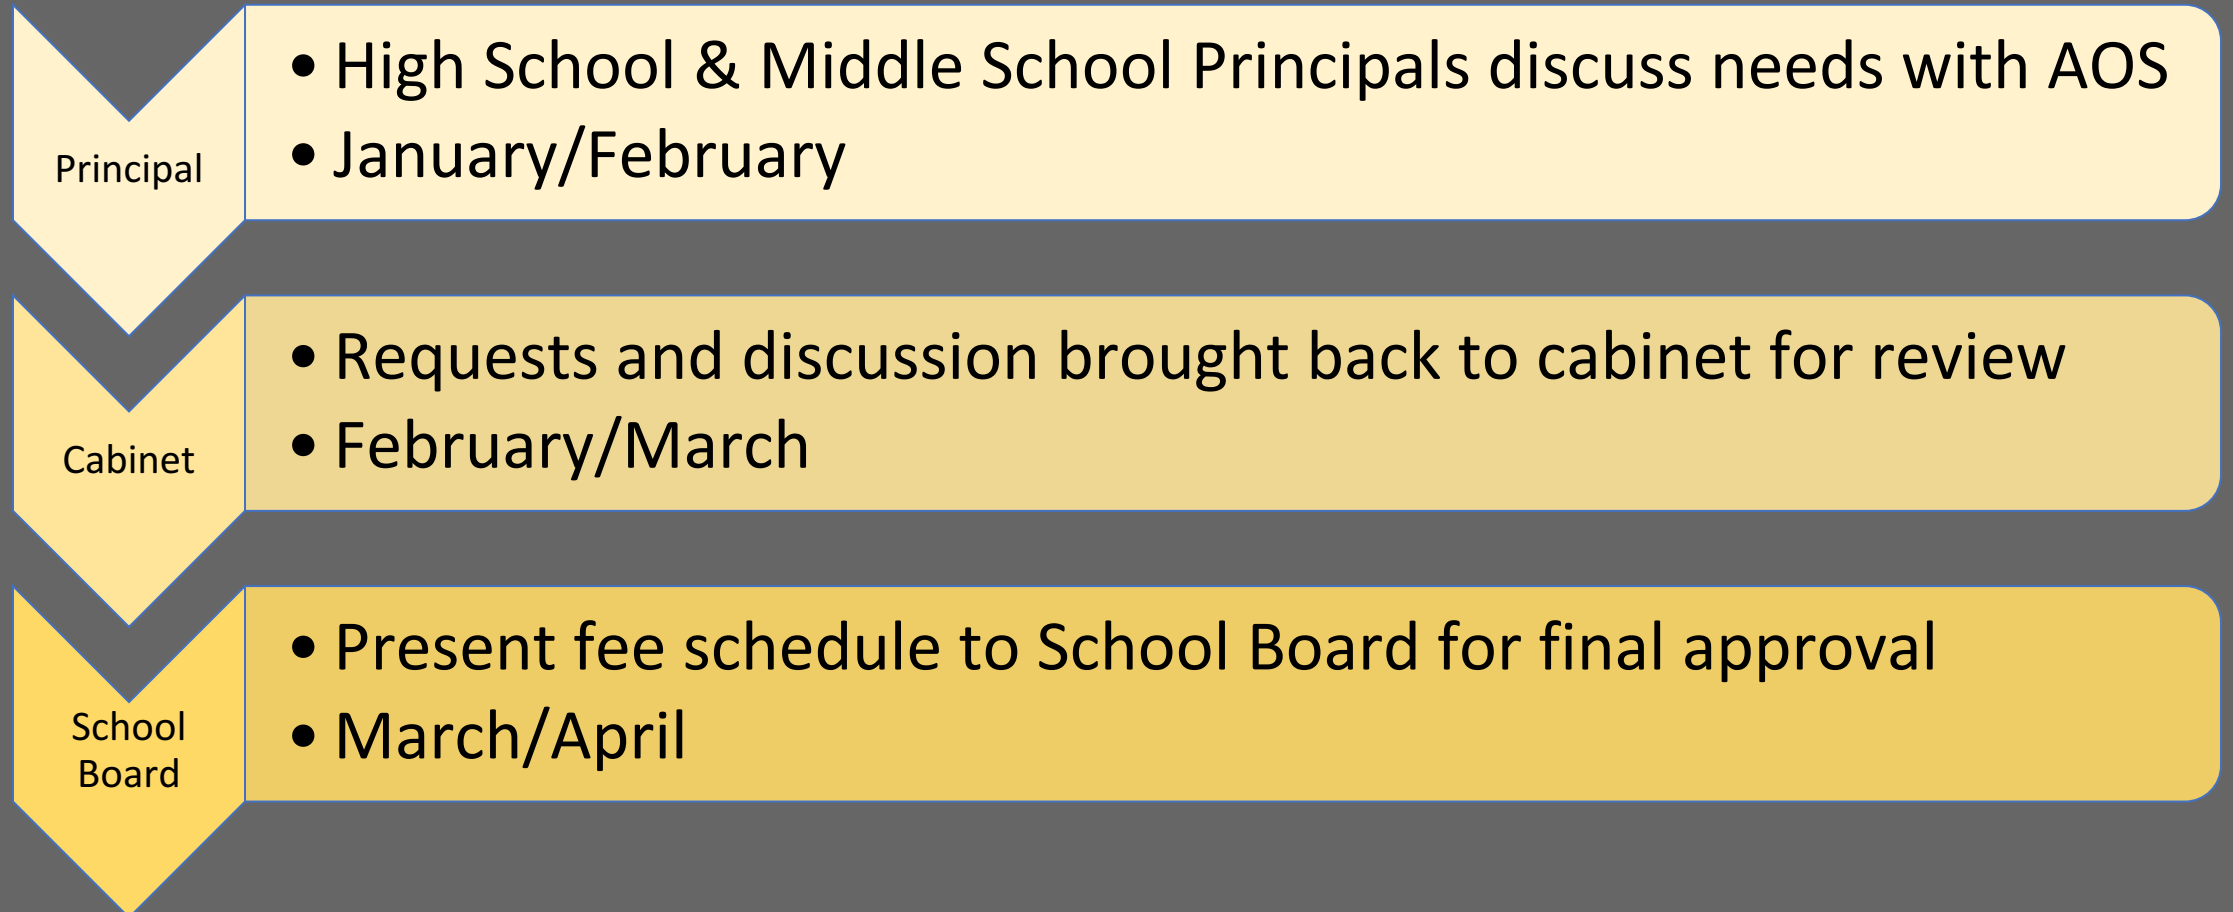 Principal
• High School & Middle School Principals discuss needs with AOS
• January/February
Cabinet
• Requests and discussion brought back to cabinet for review
• February/March
School
Board
• Present fee schedule to School Board for final approval
• March/April